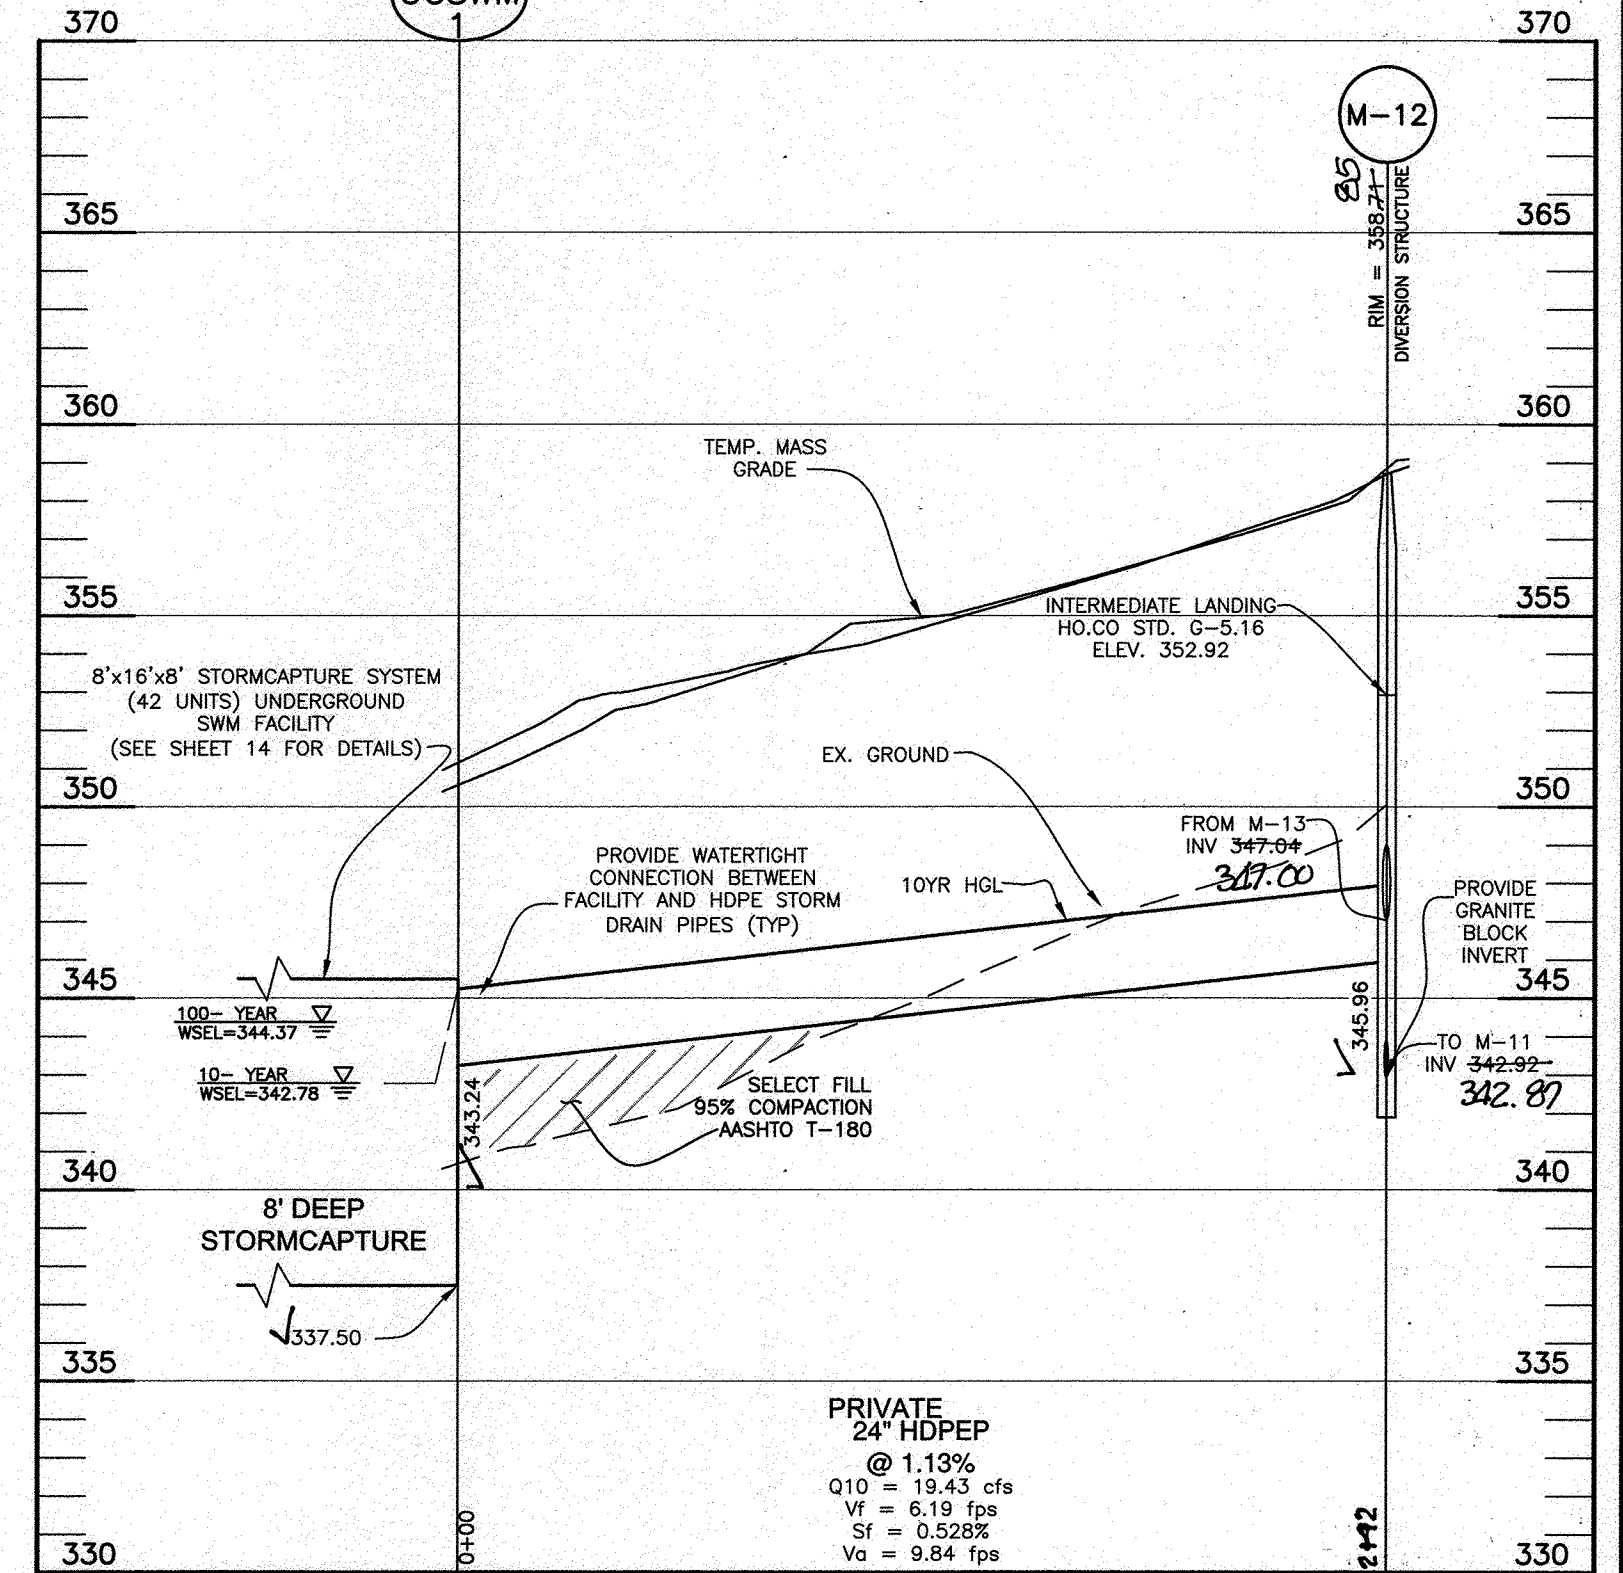 UGSWM
1
370
370
M-12
85
RIM = 358.71
DIVERSION STRUCTURE
365
365
360
360
TEMP. MASS
GRADE
355
355
INTERMEDIATE LANDING
HO.CO STD. G-5.16
ELEV. 352.92
8'x16'x8' STORMCAPTURE SYSTEM
(42 UNITS) UNDERGROUND
SWM FACILITY
(SEE SHEET 14 FOR DETAILS)
EX. GROUND
350
350
FROM M-13
INV 347.04
347.00
PROVIDE WATERTIGHT
CONNECTION BETWEEN
FACILITY AND HDPE STORM
DRAIN PIPES (TYP)
10YR HGL
PROVIDE
GRANITE
BLOCK
INVERT
345
345
100- YEAR
WSEL=344.37
345.96
TO M-11
INV 342.92
342.87
10- YEAR
WSEL=342.78
343.24
SELECT FILL
95% COMPACTION
AASHTO T-180
340
340
8' DEEP
STORMCAPTURE
337.50
335
335
PRIVATE
24" HDPEP
@ 1.13%
Q10 = 19.43 cfs
Vf = 6.19 fps
Sf = 0.528%
Va = 9.84 fps
0+00
2+42
330
330